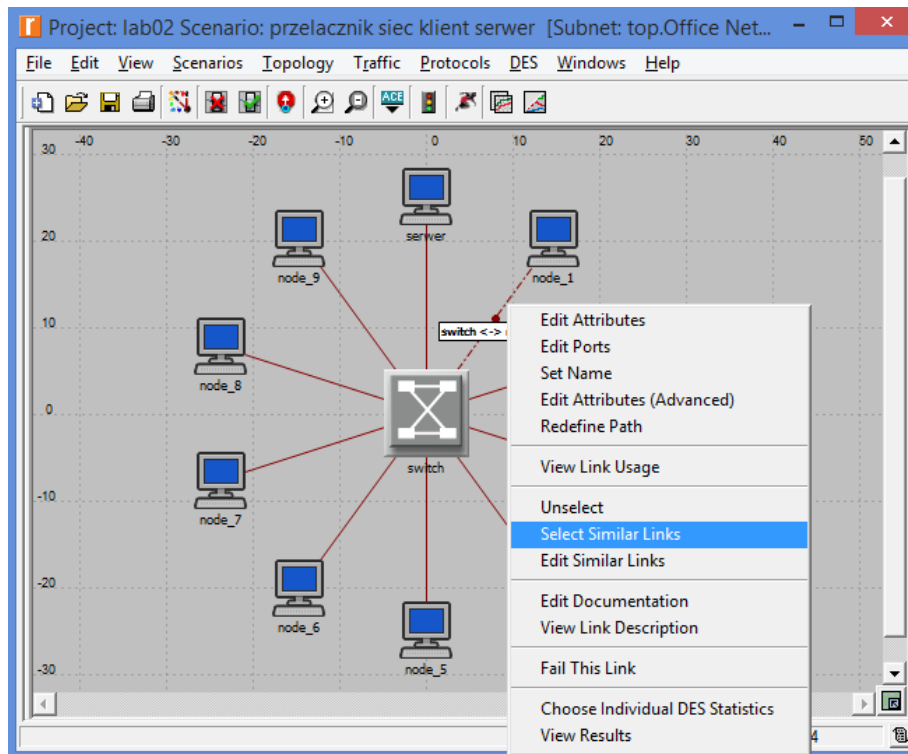 Project: lab02 Scenario: przelacznik siec klient serwer [Subnet: top.Office Net...
File Edit View Scenarios Topology Traffic Protocols DES Windows Help
ACE
-40 -30 -20 -10 0 10 20 30 40 50
30
serwer
20
node_9
node_1
10
switch <->
node_8
0
switch
-10
node_7
-20
node_6
node_5
-30
Edit Attributes
Edit Ports
Set Name
Edit Attributes (Advanced)
Redefine Path
View Link Usage
Unselect
Select Similar Links
Edit Similar Links
Edit Documentation
View Link Description
Fail This Link
Choose Individual DES Statistics
View Results
4